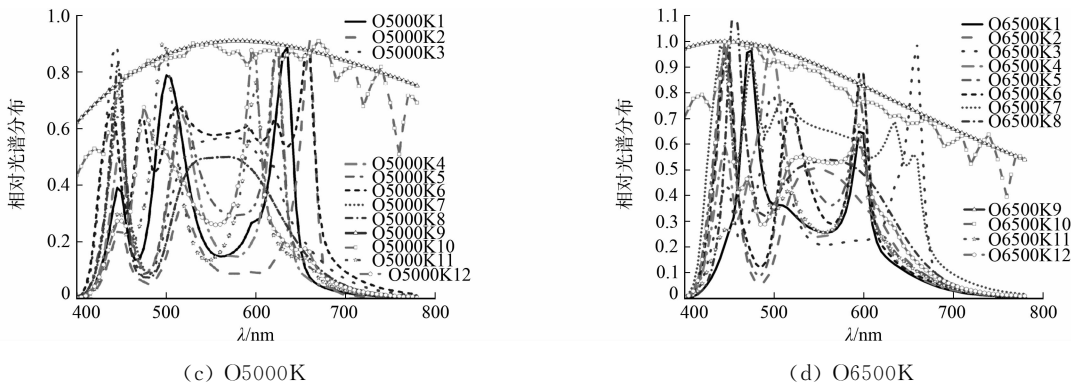 1.0
0.8
0.6
0.4
0.2
0
相对光谱分布
400 500 600 700 800
λ/nm
O5000K1
O5000K2
O5000K3
O5000K4
O5000K5
O5000K6
O5000K7
O5000K8
O5000K9
O5000K10
O5000K11
O5000K12
(c) O5000K
1.1
1.0
0.9
0.8
0.7
0.6
0.5
0.4
0.3
0.2
0.1
0
相对光谱分布
400 500 600 700 800
λ/nm
O6500K1
O6500K2
O6500K3
O6500K4
O6500K5
O6500K6
O6500K7
O6500K8
O6500K9
O6500K10
O6500K11
O6500K12
(d) O6500K